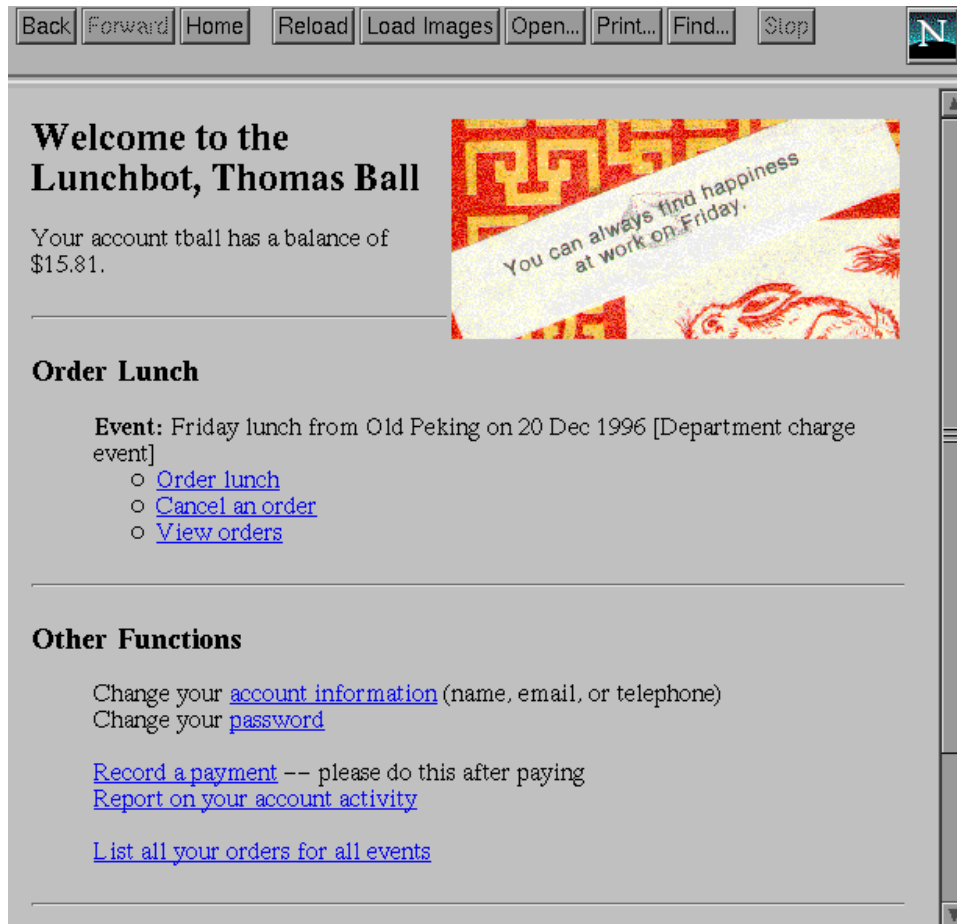 Back Forward Home Reload Load Images Open... Print... Find... Stop N
Welcome to the
Lunchbot, Thomas Ball
Your account tball has a balance of
$15.81.
You can always find happiness
at work on Friday.
Order Lunch
Event: Friday lunch from Old Peking on 20 Dec 1996 [Department charge
event]
Order lunch
Cancel an order
View orders
Other Functions
Change your account information (name, email, or telephone)
Change your password
Record a payment -- please do this after paying
Report on your account activity
List all your orders for all events